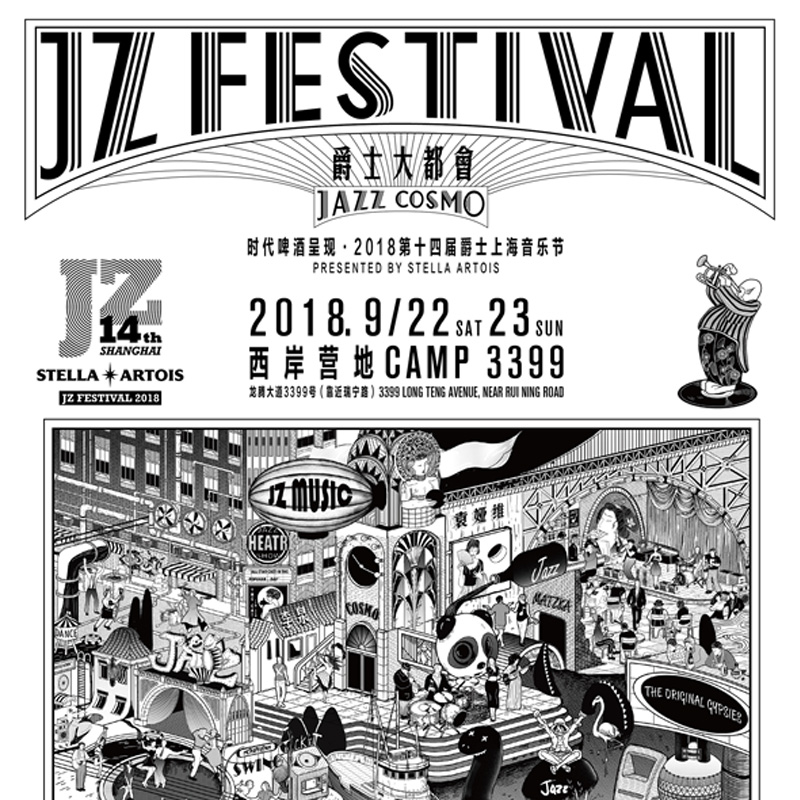 JZ FESTIVAL
爵士大都會
JAZZ COSMO
时代啤酒呈现·2018第十四届爵士上海音乐节
PRESENTED BY STELLA ARTOIS
JZ
14th
SHANGHAI
STELLA ARTOIS
JZ FESTIVAL 2018
2018.9/22 SAT 23 SUN
西岸营地 CAMP 3399
龙腾大道3399号（靠近瑞宁路）3399 LONG TENG AVENUE, NEAR RUI NING ROAD
JZ MUSIC
袁娅維
HEATR
Jazz
COSMO
MATZKA
DANCE
JAZZ
THE ORIGINAL GYPSIES
TICKET
SWING
JAZZ